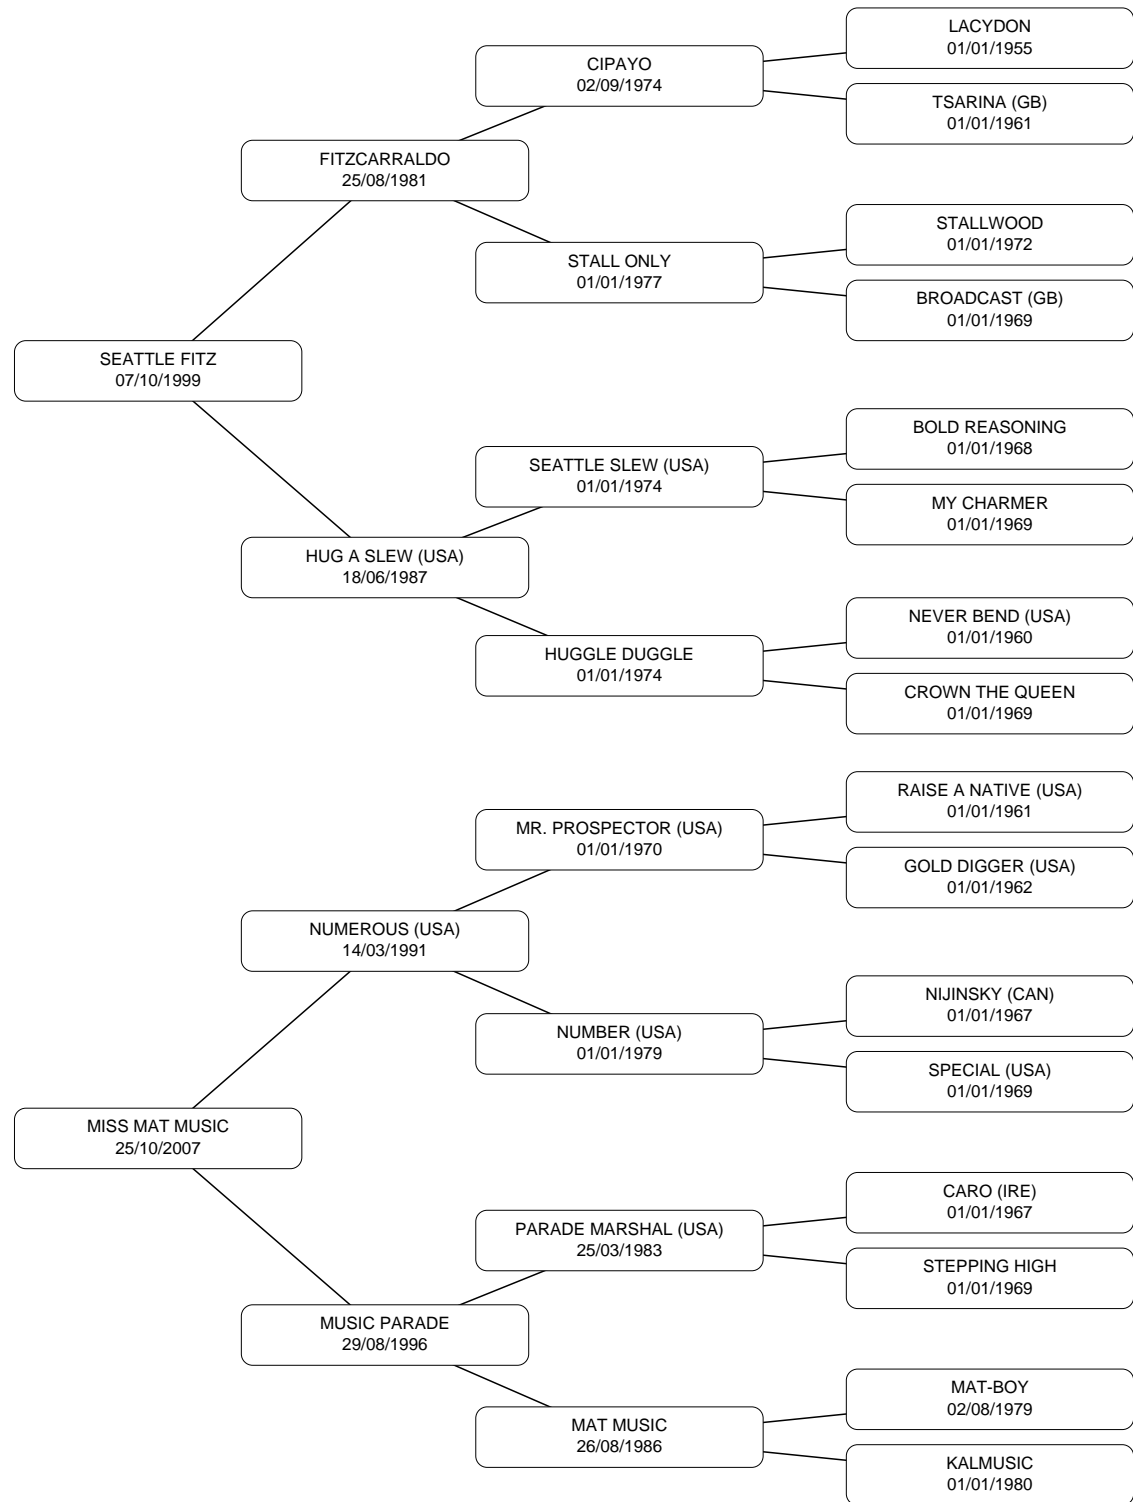 LACYDON
01/01/1955
CIPAYO
02/09/1974
TSARINA (GB)
01/01/1961
FITZCARRALDO
25/08/1981
STALLWOOD
01/01/1972
STALL ONLY
01/01/1977
BROADCAST (GB)
01/01/1969
SEATTLE FITZ
07/10/1999
BOLD REASONING
01/01/1968
SEATTLE SLEW (USA)
01/01/1974
MY CHARMER
01/01/1969
HUG A SLEW (USA)
18/06/1987
NEVER BEND (USA)
01/01/1960
HUGGLE DUGGLE
01/01/1974
CROWN THE QUEEN
01/01/1969
RAISE A NATIVE (USA)
01/01/1961
MR. PROSPECTOR (USA)
01/01/1970
GOLD DIGGER (USA)
01/01/1962
NUMEROUS (USA)
14/03/1991
NIJINSKY (CAN)
01/01/1967
NUMBER (USA)
01/01/1979
SPECIAL (USA)
01/01/1969
MISS MAT MUSIC
25/10/2007
CARO (IRE)
01/01/1967
PARADE MARSHAL (USA)
25/03/1983
STEPPING HIGH
01/01/1969
MUSIC PARADE
29/08/1996
MAT-BOY
02/08/1979
MAT MUSIC
26/08/1986
KALMUSIC
01/01/1980